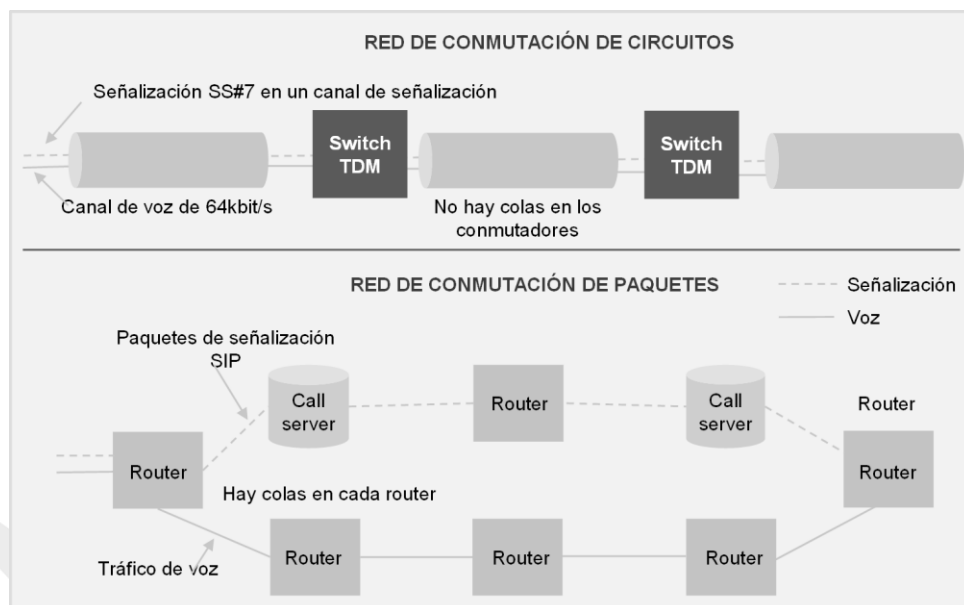 RED DE CONMUTACIÓN DE CIRCUITOS
Señalización SS#7 en un canal de señalización
Switch
TDM
Switch
TDM
Canal de voz de 64kbit/s
No hay colas en los
conmutadores
RED DE CONMUTACIÓN DE PAQUETES
Señalización
Voz
Paquetes de señalización
SIP
Call
server
Router
Call
server
Router
Router
Router
Hay colas en cada router
Tráfico de voz
Router
Router
Router